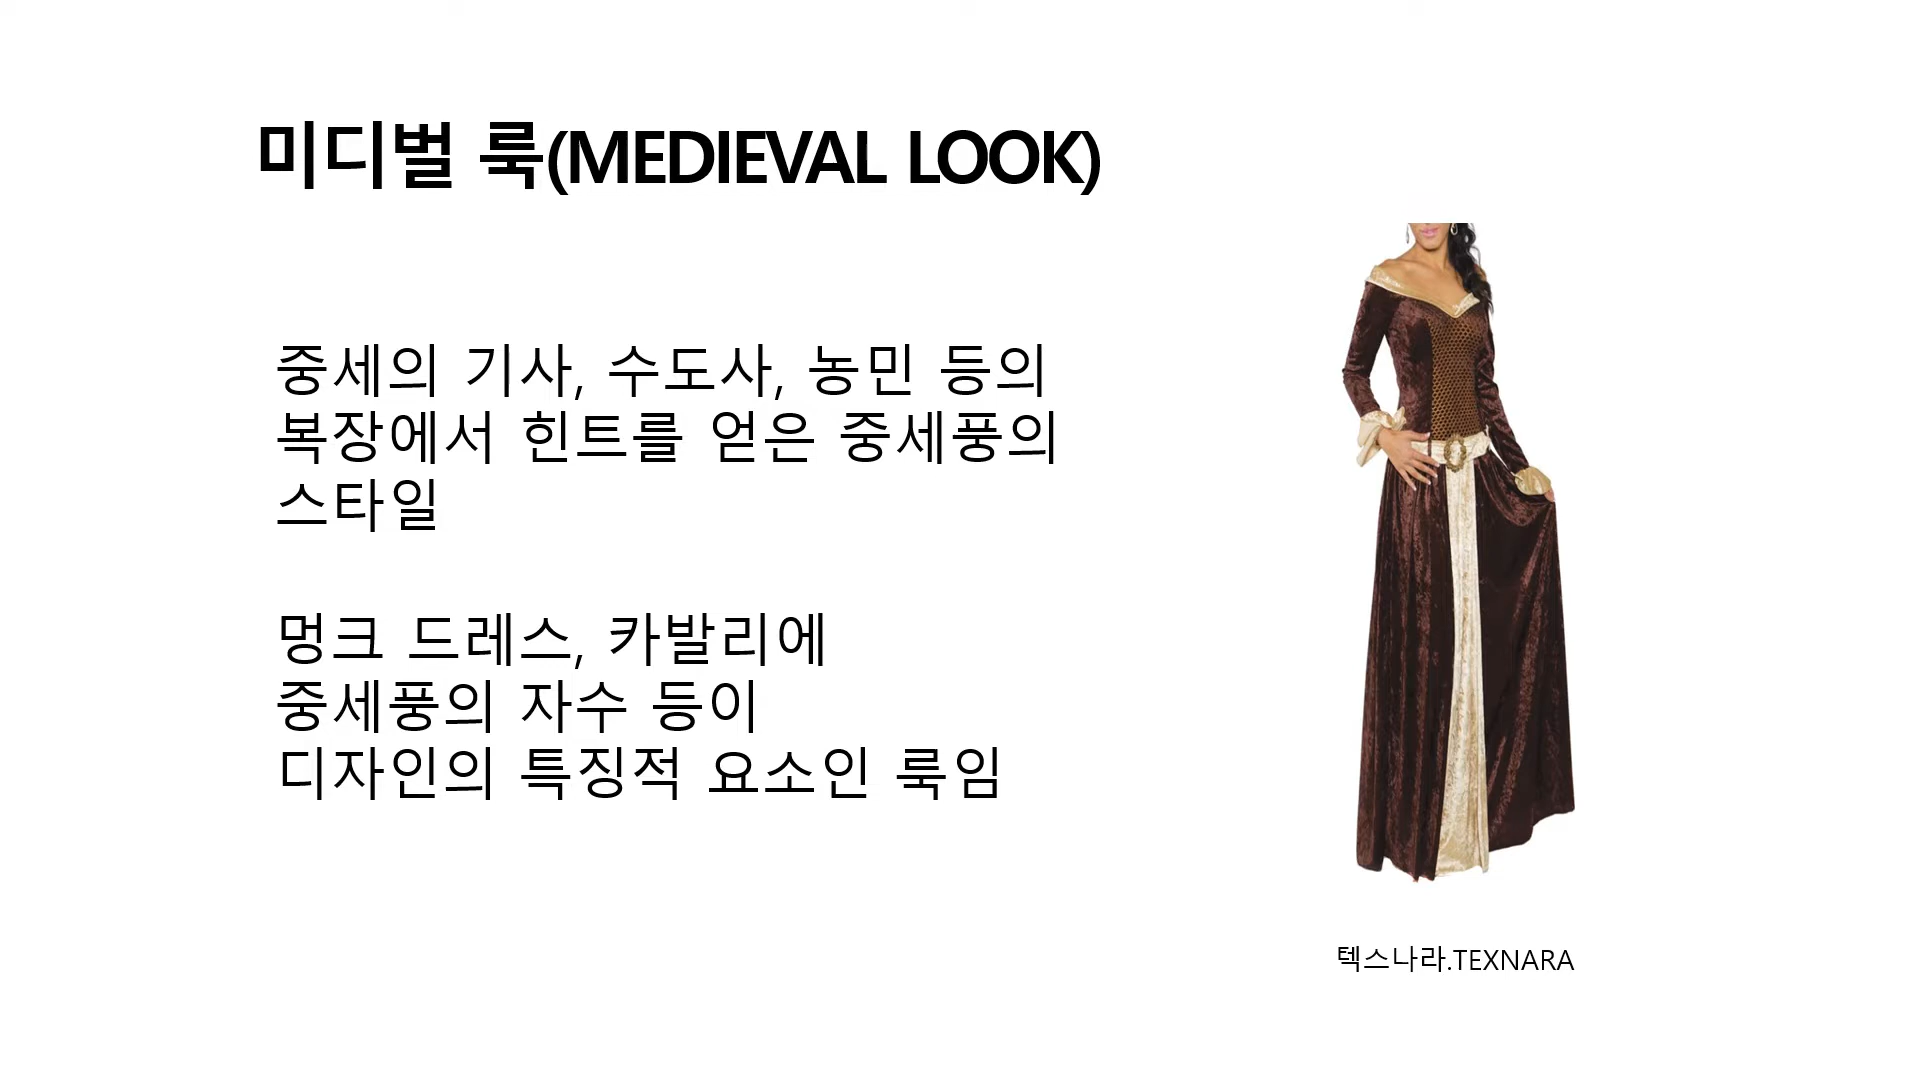 미디벌 룩(MEDIEVAL LOOK)
중세의 기사, 수도사, 농민 등의
복장에서 힌트를 얻은 중세풍의
스타일
멍크 드레스, 카발리에
중세풍의 자수 등이
디자인의 특징적 요소인 룩임
텍스나라.TEXNARA